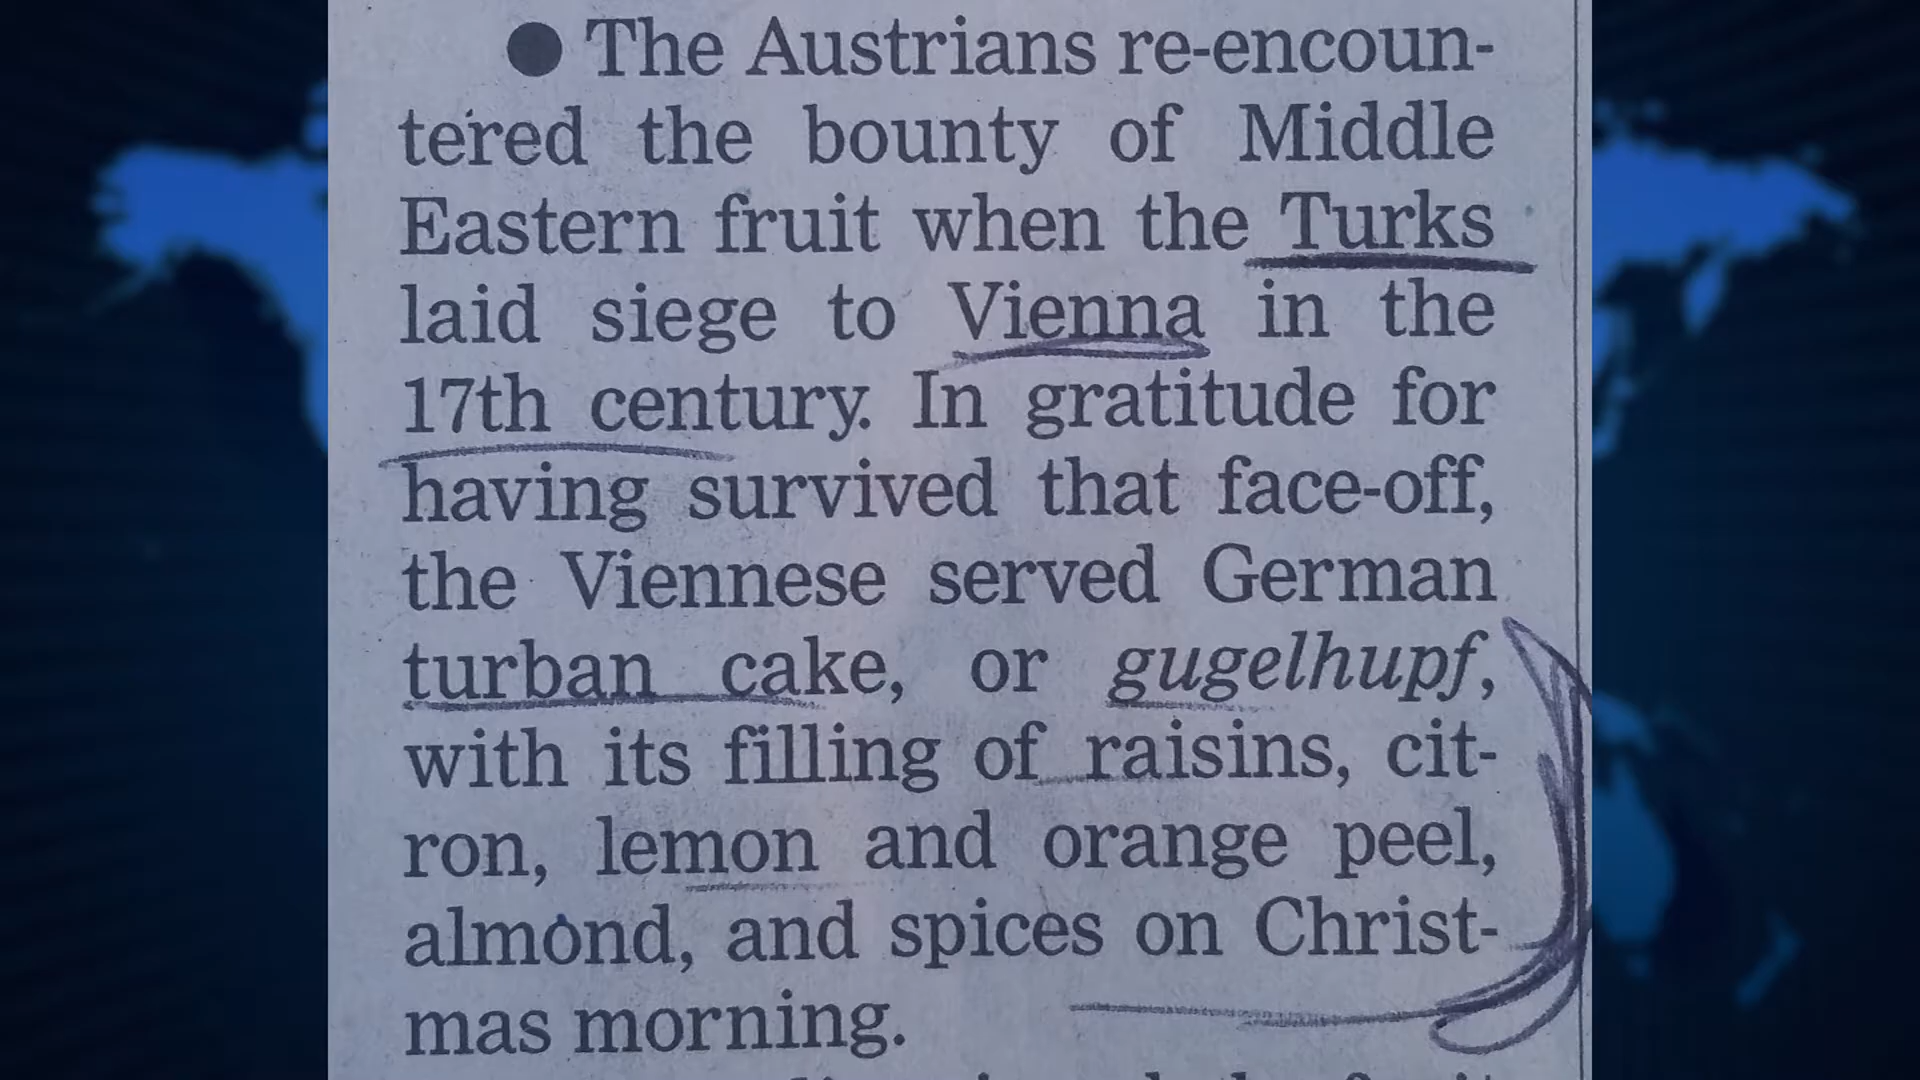 ● The Austrians re-encoun-
tered the bounty of Middle
Eastern fruit when the Turks
laid siege to Vienna in the
17th century. In gratitude for
having survived that face-off,
the Viennese served German
turban cake, or gugelhupf,
with its filling of raisins, cit-
ron, lemon and orange peel,
almond, and spices on Christ-
mas morning.